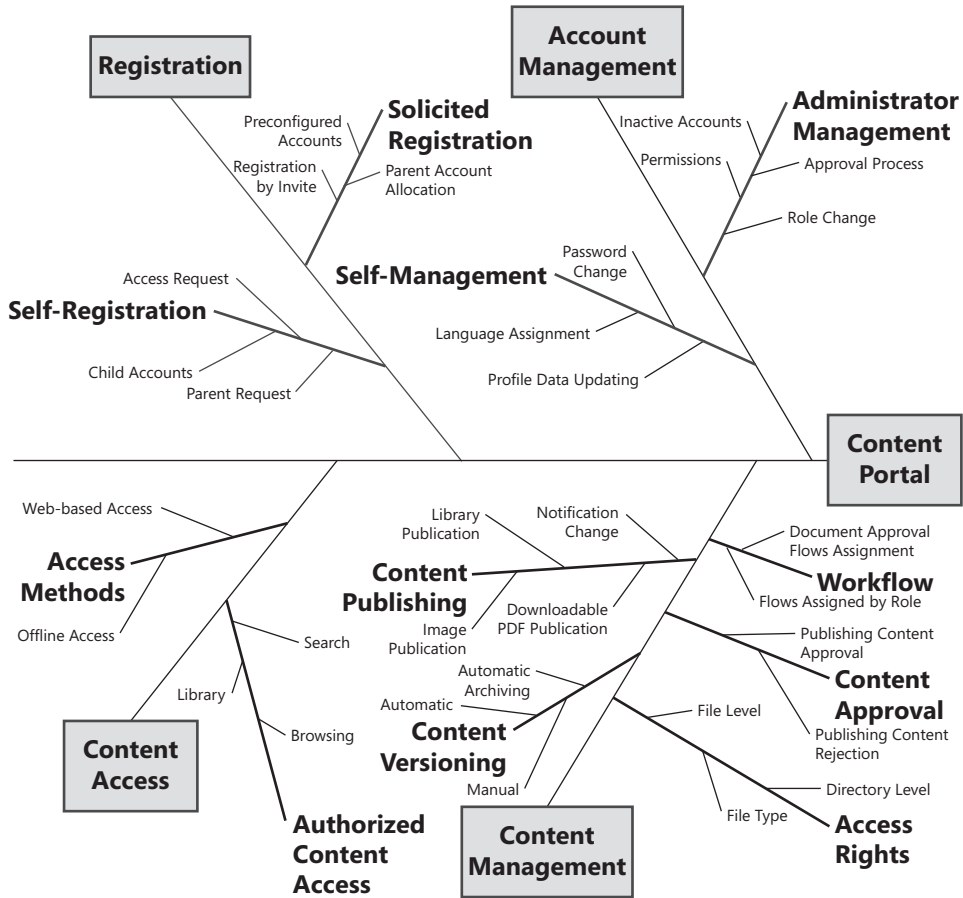 Registration
Account
Management
Solicited
Registration
Preconfigured
Accounts
Registration
by Invite
Parent Account
Allocation
Administrator
Management
Inactive Accounts
Permissions
Approval Process
Role Change
Self-Registration
Access Request
Child Accounts
Parent Request
Self-Management
Password
Change
Language Assignment
Profile Data Updating
Content
Portal
Web-based Access
Access
Methods
Offline Access
Search
Library
Browsing
Content
Access
Authorized
Content
Access
Library
Publication
Notification
Change
Content
Publishing
Image
Publication
Downloadable
PDF Publication
Document Approval
Flows Assignment
Workflow
Flows Assigned by Role
Publishing Content
Approval
Content
Approval
Publishing Content
Rejection
Automatic
Archiving
Automatic
Content
Versioning
Manual
File Level
Directory Level
File Type
Access
Rights
Content
Management